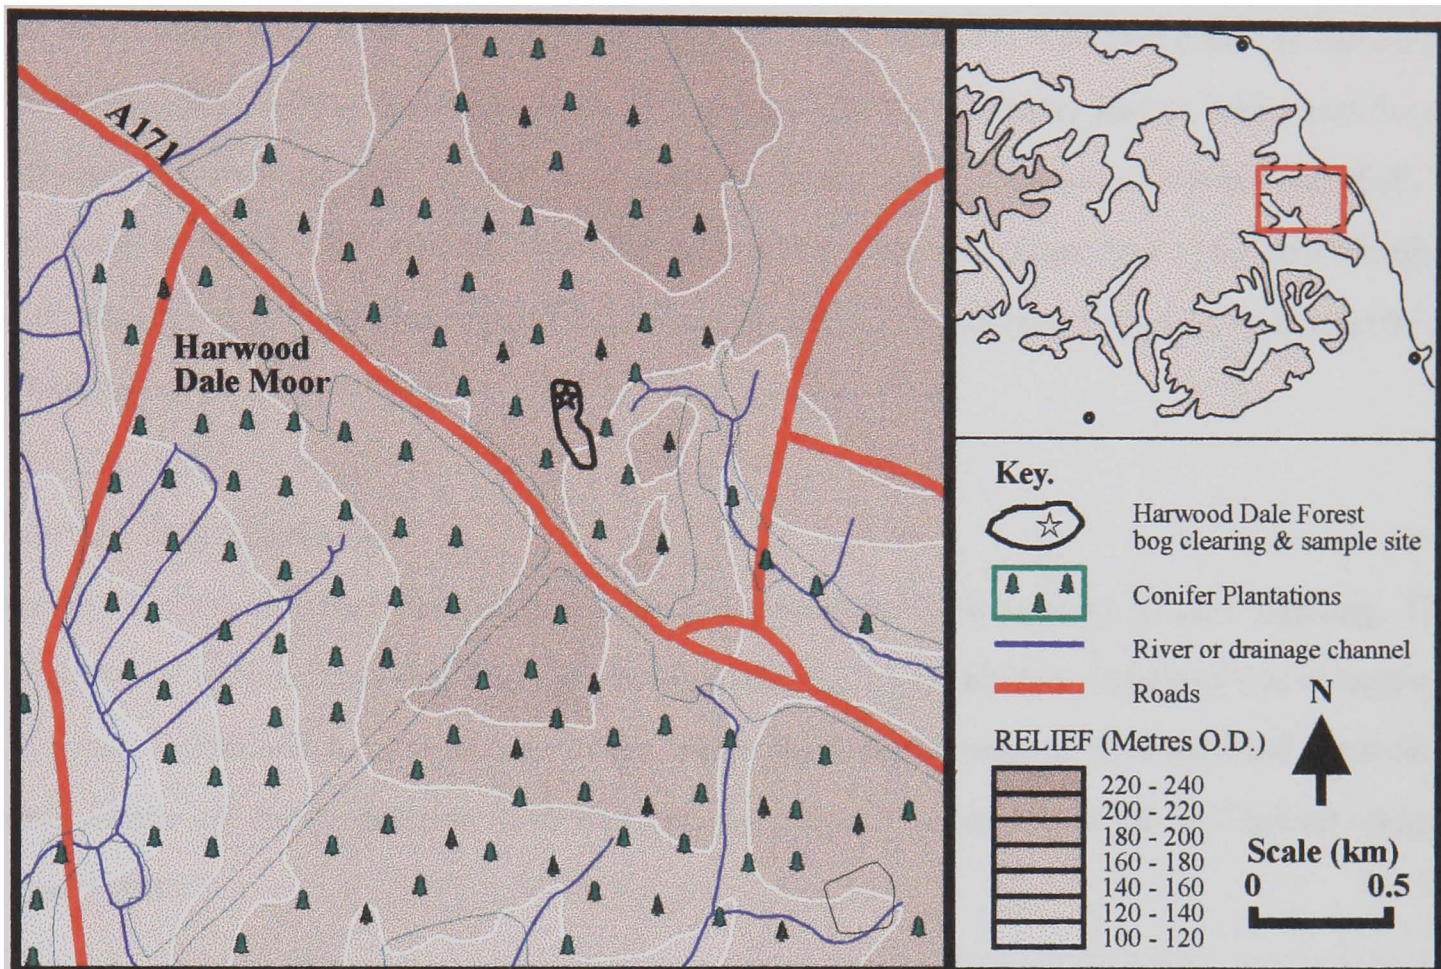 A171
Harwood
Dale Moor
Key.
Harwood Dale Forest
bog clearing & sample site
Conifer Plantations
River or drainage channel
Roads
N
RELIEF (Metres O.D.)
220 - 240
200 - 220
180 - 200
160 - 180
140 - 160
120 - 140
100 - 120
Scale (km)
0 0.5